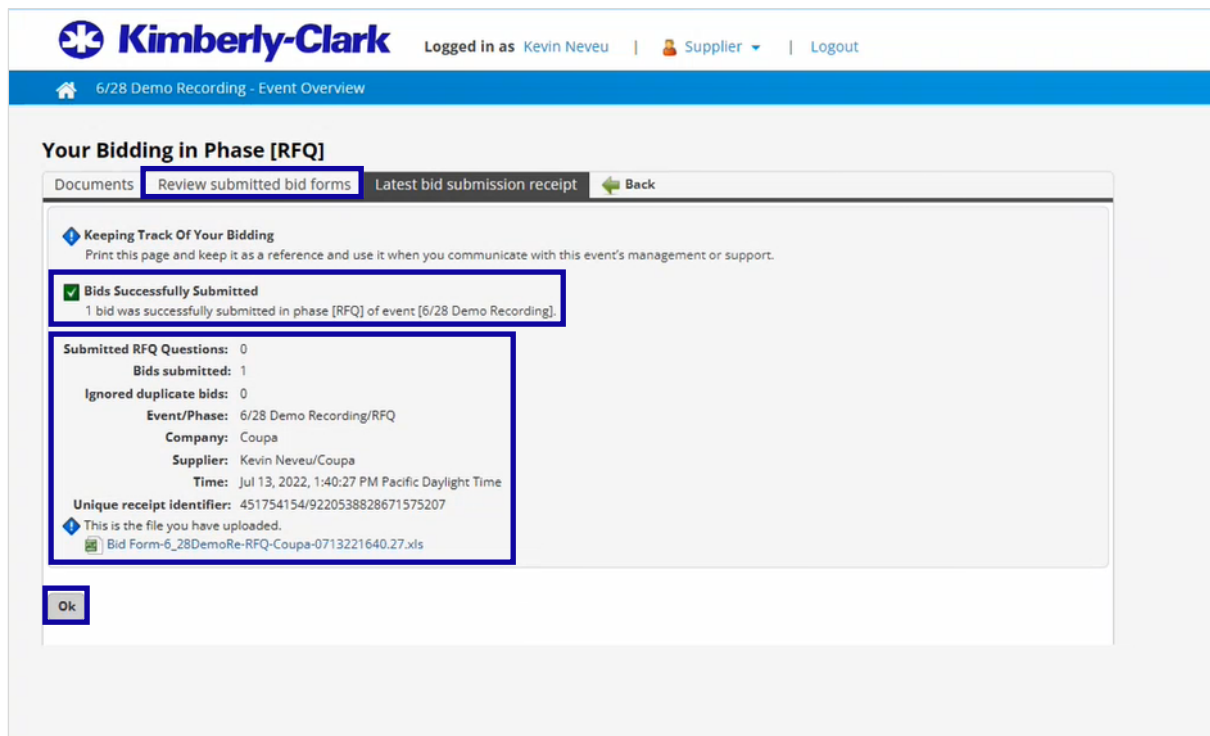 Kimberly-Clark Logged in as Kevin Neveu | Supplier | Logout
6/28 Demo Recording - Event Overview
Your Bidding in Phase [RFQ]
Documents Review submitted bid forms Latest bid submission receipt Back
Keeping Track Of Your Bidding
Print this page and keep it as a reference and use it when you communicate with this event's management or support.
Bids Successfully Submitted
1 bid was successfully submitted in phase [RFQ] of event [6/28 Demo Recording].
Submitted RFQ Questions: 0
Bids submitted: 1
Ignored duplicate bids: 0
Event/Phase: 6/28 Demo Recording/RFQ
Company: Coupa
Supplier: Kevin Neveu/Coupa
Time: Jul 13, 2022, 1:40:27 PM Pacific Daylight Time
Unique receipt identifier: 451754154/9220538828671575207
This is the file you have uploaded.
Bid Form-6_28DemoRe-RFQ-Coupa-0713221640.27.xls
Ok